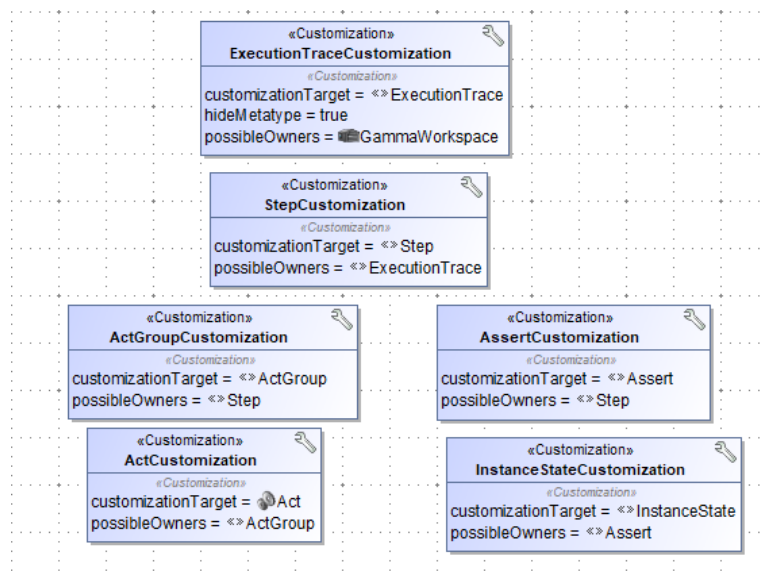 «Customization»
ExecutionTraceCustomization
«Customization»
customizationTarget = «»ExecutionTrace
hideMetatype = true
possibleOwners = GammaWorkspace
«Customization»
StepCustomization
«Customization»
customizationTarget = «»Step
possibleOwners = «»ExecutionTrace
«Customization»
ActGroupCustomization
«Customization»
customizationTarget = «»ActGroup
possibleOwners = «»Step
«Customization»
AssertCustomization
«Customization»
customizationTarget = «»Assert
possibleOwners = «»Step
«Customization»
ActCustomization
«Customization»
customizationTarget = Act
possibleOwners = «»ActGroup
«Customization»
InstanceStateCustomization
«Customization»
customizationTarget = «»InstanceState
possibleOwners = «»Assert